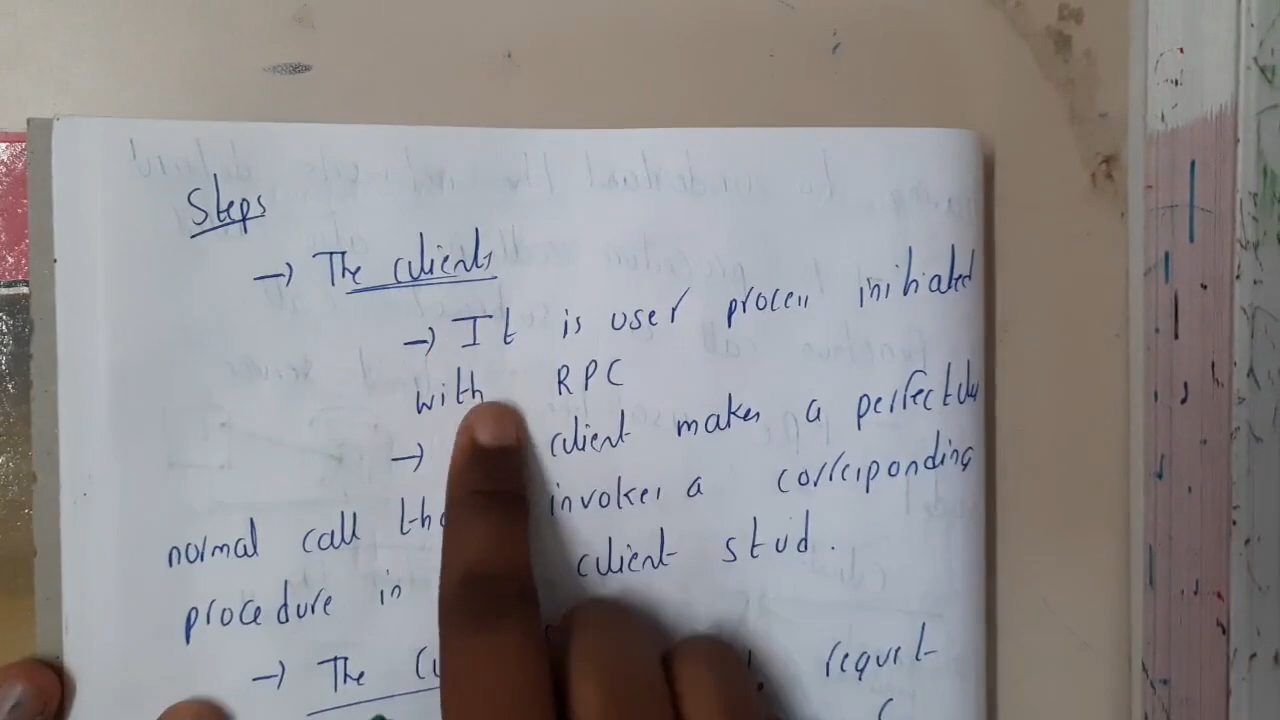 Steps
→ The clients
→ It is user process initiated
with RPC
→ client makes a perfectly
normal call invokes a corresponding
procedure in client stud.
→ The request